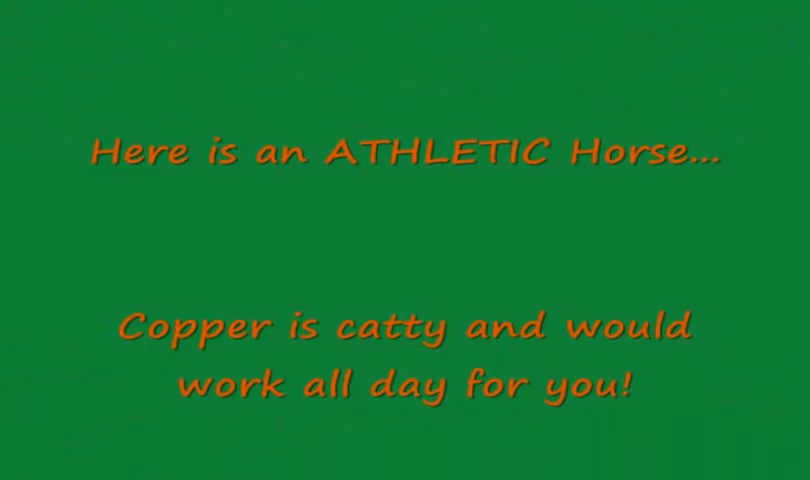 Here is an ATHLETIC Horse...
Copper is catty and would
work all day for you!